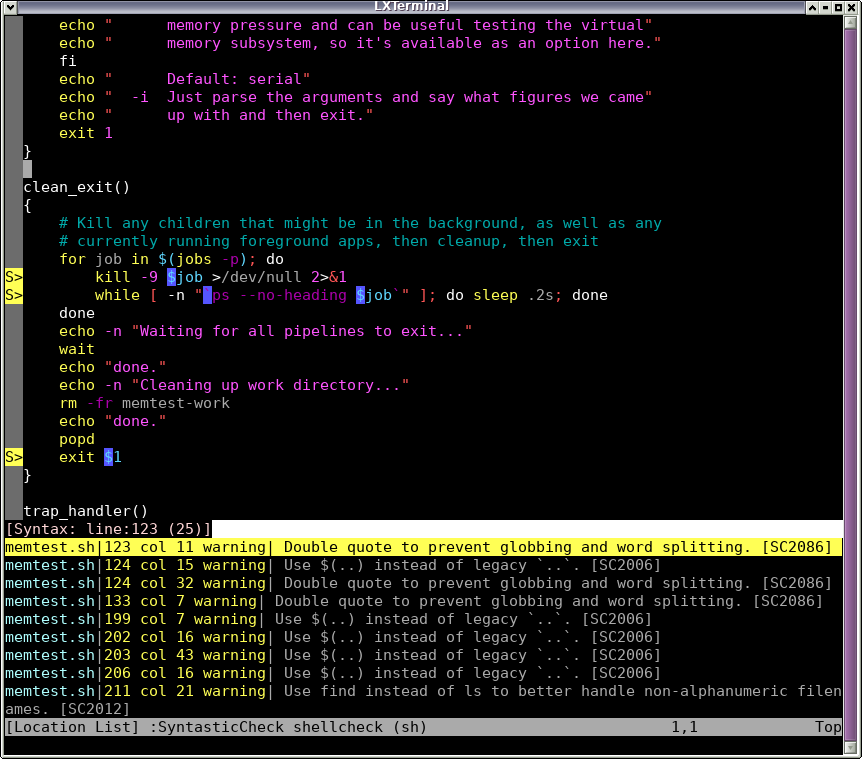 LXTerminal
    echo "      memory pressure and can be useful testing the virtual"
    echo "      memory subsystem, so it's available as an option here."
    fi
    echo "      Default: serial"
    echo "  -i  Just parse the arguments and say what figures we came"
    echo "      up with and then exit."
    exit 1
}
clean_exit()
{
    # Kill any children that might be in the background, as well as any
    # currently running foreground apps, then cleanup, then exit
    for job in $(jobs -p); do
S>        kill -9 $job >/dev/null 2>&1
S>        while [ -n "`ps --no-heading $job`" ]; do sleep .2s; done
    done
    echo -n "Waiting for all pipelines to exit..."
    wait
    echo "done."
    echo -n "Cleaning up work directory..."
    rm -fr memtest-work
    echo "done."
    popd
S>    exit $1
}
trap_handler()
[Syntax: line:123 (25)]
memtest.sh|123 col 11 warning| Double quote to prevent globbing and word splitting. [SC2086]
memtest.sh|124 col 15 warning| Use $(..) instead of legacy `..`. [SC2006]
memtest.sh|124 col 32 warning| Double quote to prevent globbing and word splitting. [SC2086]
memtest.sh|133 col 7 warning| Double quote to prevent globbing and word splitting. [SC2086]
memtest.sh|199 col 7 warning| Use $(..) instead of legacy `..`. [SC2006]
memtest.sh|202 col 16 warning| Use $(..) instead of legacy `..`. [SC2006]
memtest.sh|203 col 43 warning| Use $(..) instead of legacy `..`. [SC2006]
memtest.sh|206 col 16 warning| Use $(..) instead of legacy `..`. [SC2006]
memtest.sh|211 col 21 warning| Use find instead of ls to better handle non-alphanumeric filen
ames. [SC2012]
[Location List] :SyntasticCheck shellcheck (sh) 1,1 Top